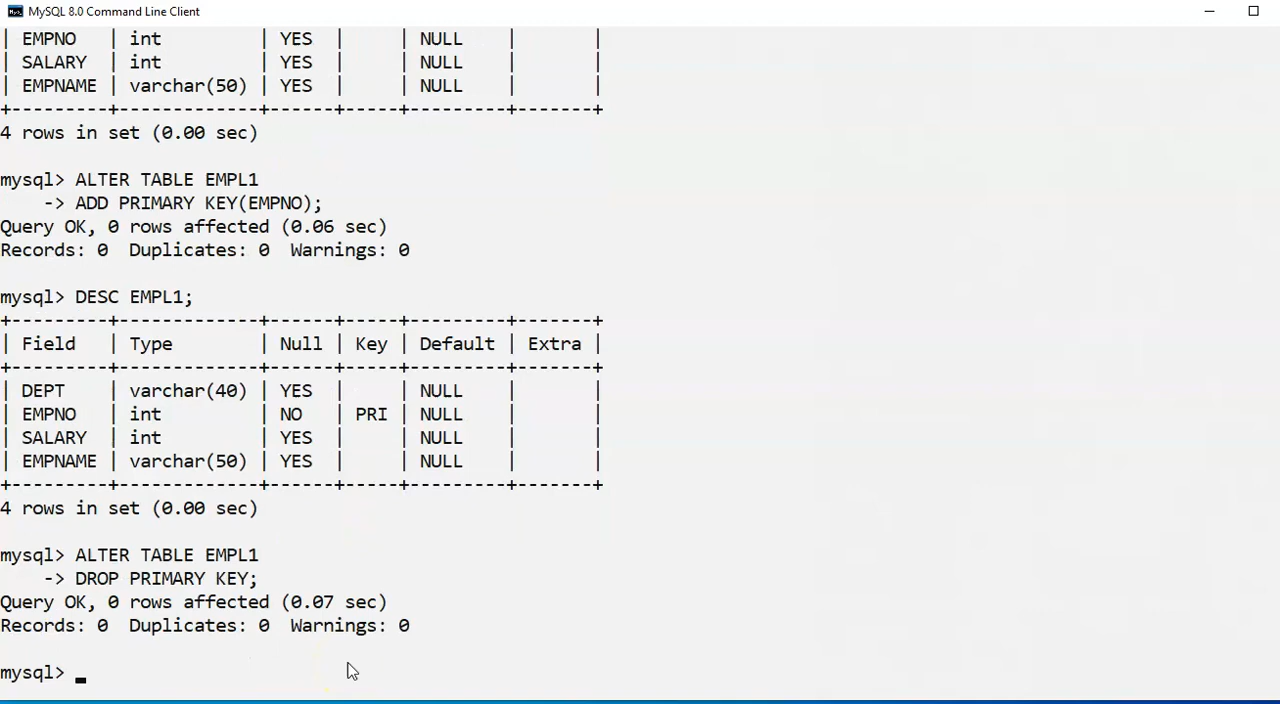 MySQL 8.0 Command Line Client
| EMPNO   | int         | YES  |     | NULL    |       |
| SALARY  | int         | YES  |     | NULL    |       |
| EMPNAME | varchar(50) | YES  |     | NULL    |       |
+---------+-------------+------+-----+---------+-------+
4 rows in set (0.00 sec)
mysql> ALTER TABLE EMPL1
    -> ADD PRIMARY KEY(EMPNO);
Query OK, 0 rows affected (0.06 sec)
Records: 0  Duplicates: 0  Warnings: 0
mysql> DESC EMPL1;
+---------+-------------+------+-----+---------+-------+
| Field   | Type        | Null | Key | Default | Extra |
+---------+-------------+------+-----+---------+-------+
| DEPT    | varchar(40) | YES  |     | NULL    |       |
| EMPNO   | int         | NO   | PRI | NULL    |       |
| SALARY  | int         | YES  |     | NULL    |       |
| EMPNAME | varchar(50) | YES  |     | NULL    |       |
+---------+-------------+------+-----+---------+-------+
4 rows in set (0.00 sec)
mysql> ALTER TABLE EMPL1
    -> DROP PRIMARY KEY;
Query OK, 0 rows affected (0.07 sec)
Records: 0  Duplicates: 0  Warnings: 0
mysql> _